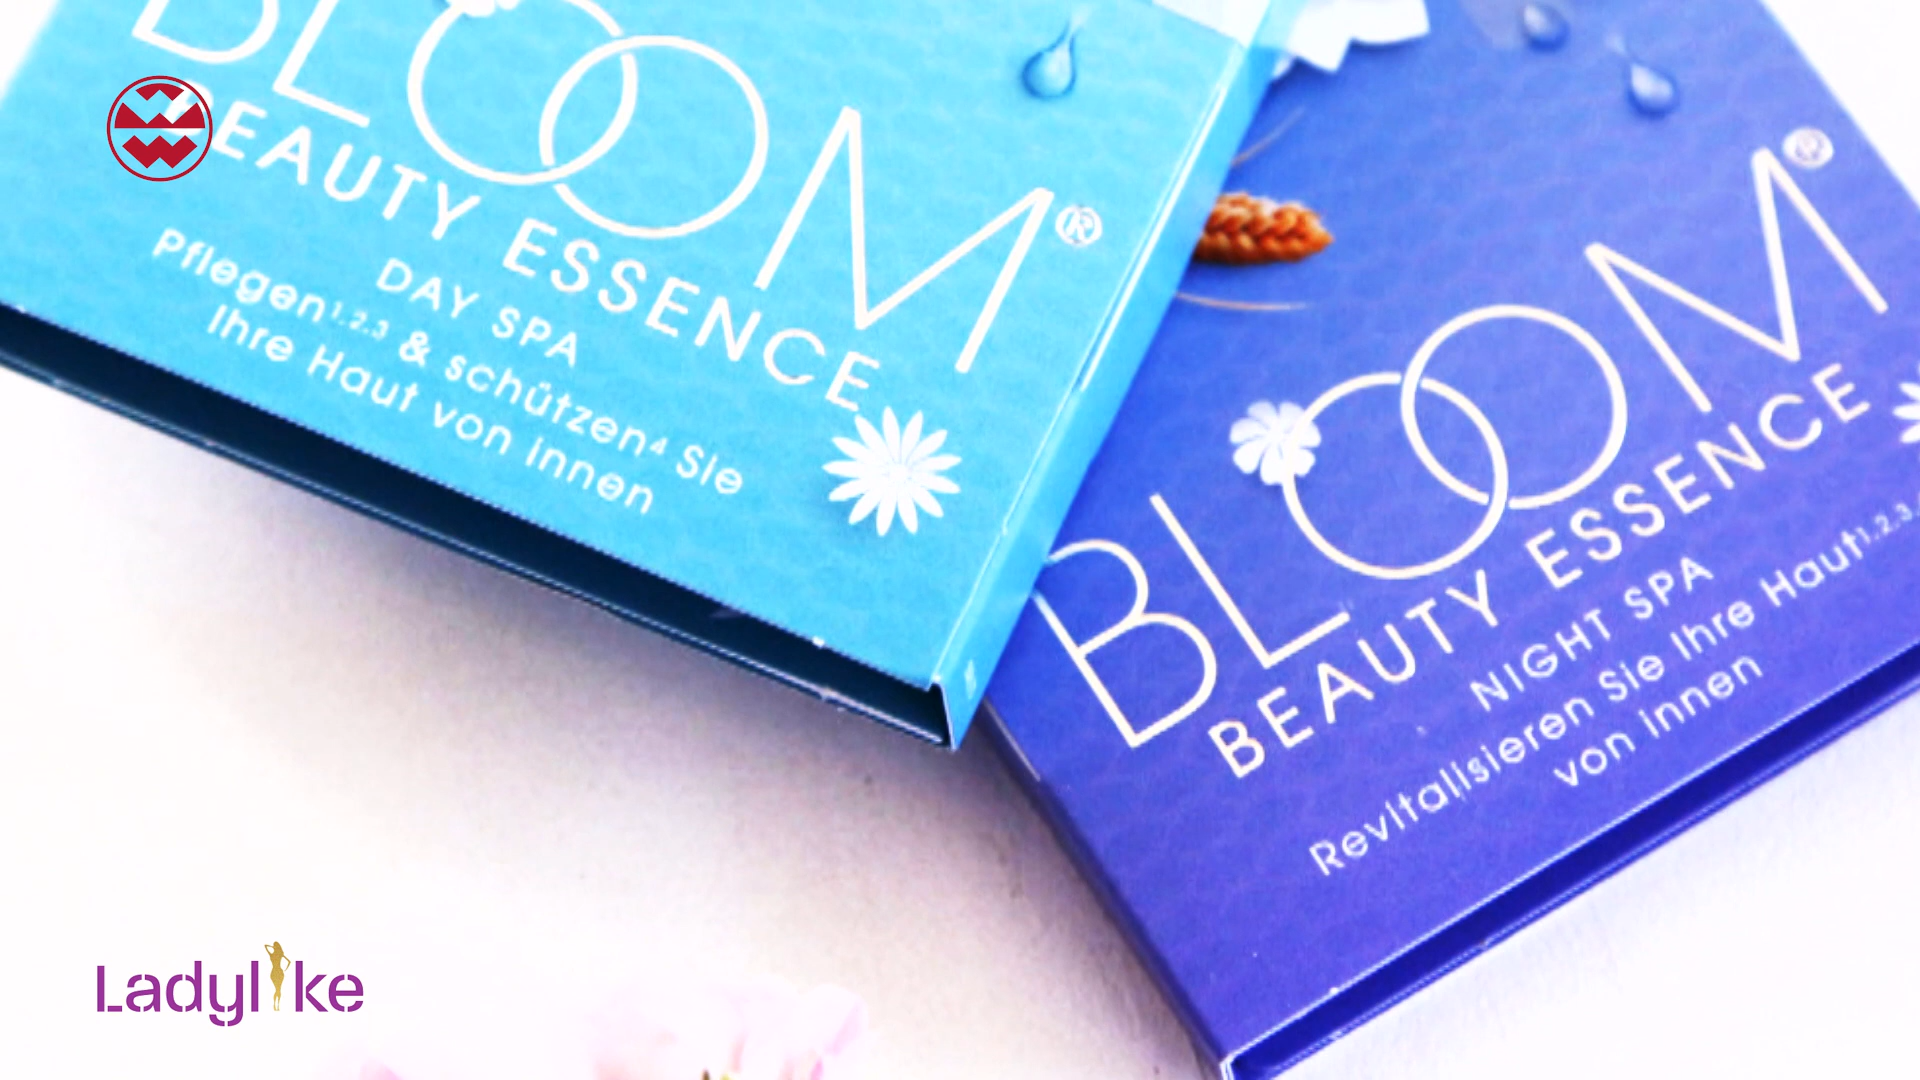 BLOOM®
BEAUTY ESSENCE
DAY SPA
Pflegen1,2,3 & schützen4 Sie
Ihre Haut von innen
BLOOM®
BEAUTY ESSENCE
NIGHT SPA
Revitalisieren Sie Ihre Haut1,2,3,
von innen
Ladylike